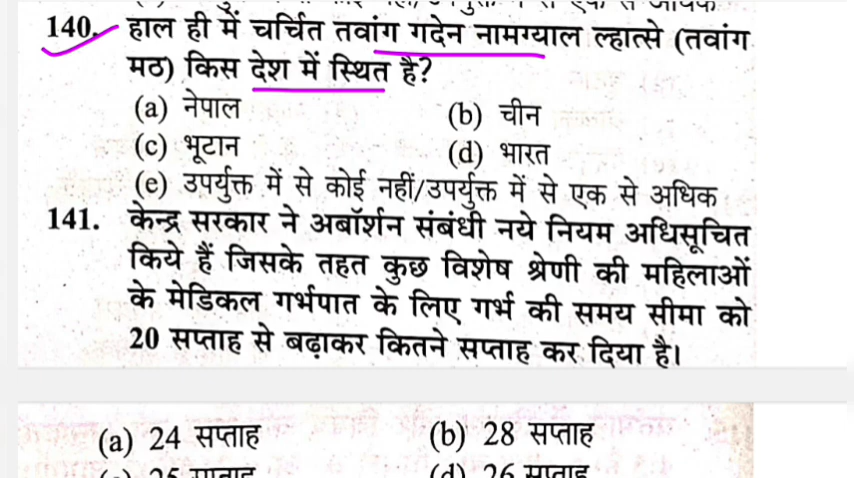 140. हाल ही में चर्चित तवांग गदेन नामग्याल ल्हात्से (तवांग
मठ) किस देश में स्थित है?
(a) नेपाल (b) चीन
(c) भूटान (d) भारत
(e) उपर्युक्त में से कोई नहीं/उपर्युक्त में से एक से अधिक
141. केन्द्र सरकार ने अबॉर्शन संबंधी नये नियम अधिसूचित
किये हैं जिसके तहत कुछ विशेष श्रेणी की महिलाओं
के मेडिकल गर्भपात के लिए गर्भ की समय सीमा को
20 सप्ताह से बढ़ाकर कितने सप्ताह कर दिया है।
(a) 24 सप्ताह (b) 28 सप्ताह
(d) 26 सप्ताह